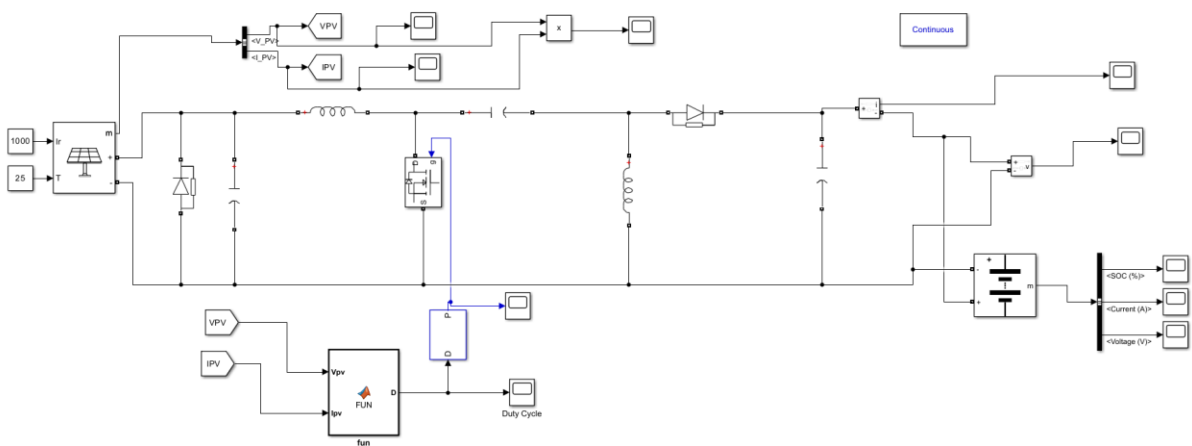 VPV
<V_PV>
IPV
<I_PV>
x
Continuous
1000
Ir
m
+
-
25
T
D
g
S
i
+
-
+
-
v
+
-
+
m
<SOC (%)>
<Current (A)>
<Voltage (V)>
P
D
VPV
IPV
Vpv
Ipv
FUN
D
fun
Duty Cycle